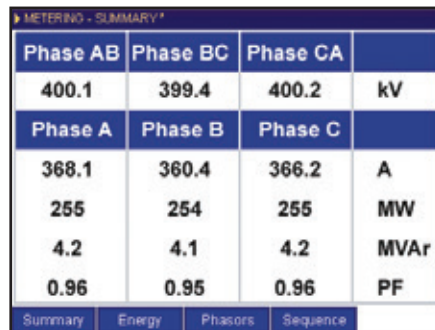 METERING - SUMMARY*
Phase AB Phase BC Phase CA
400.1 399.4 400.2 kV
Phase A Phase B Phase C
368.1 360.4 366.2 A
255 254 255 MW
4.2 4.1 4.2 MVAr
0.96 0.95 0.96 PF
Summary Energy Phasors Sequence